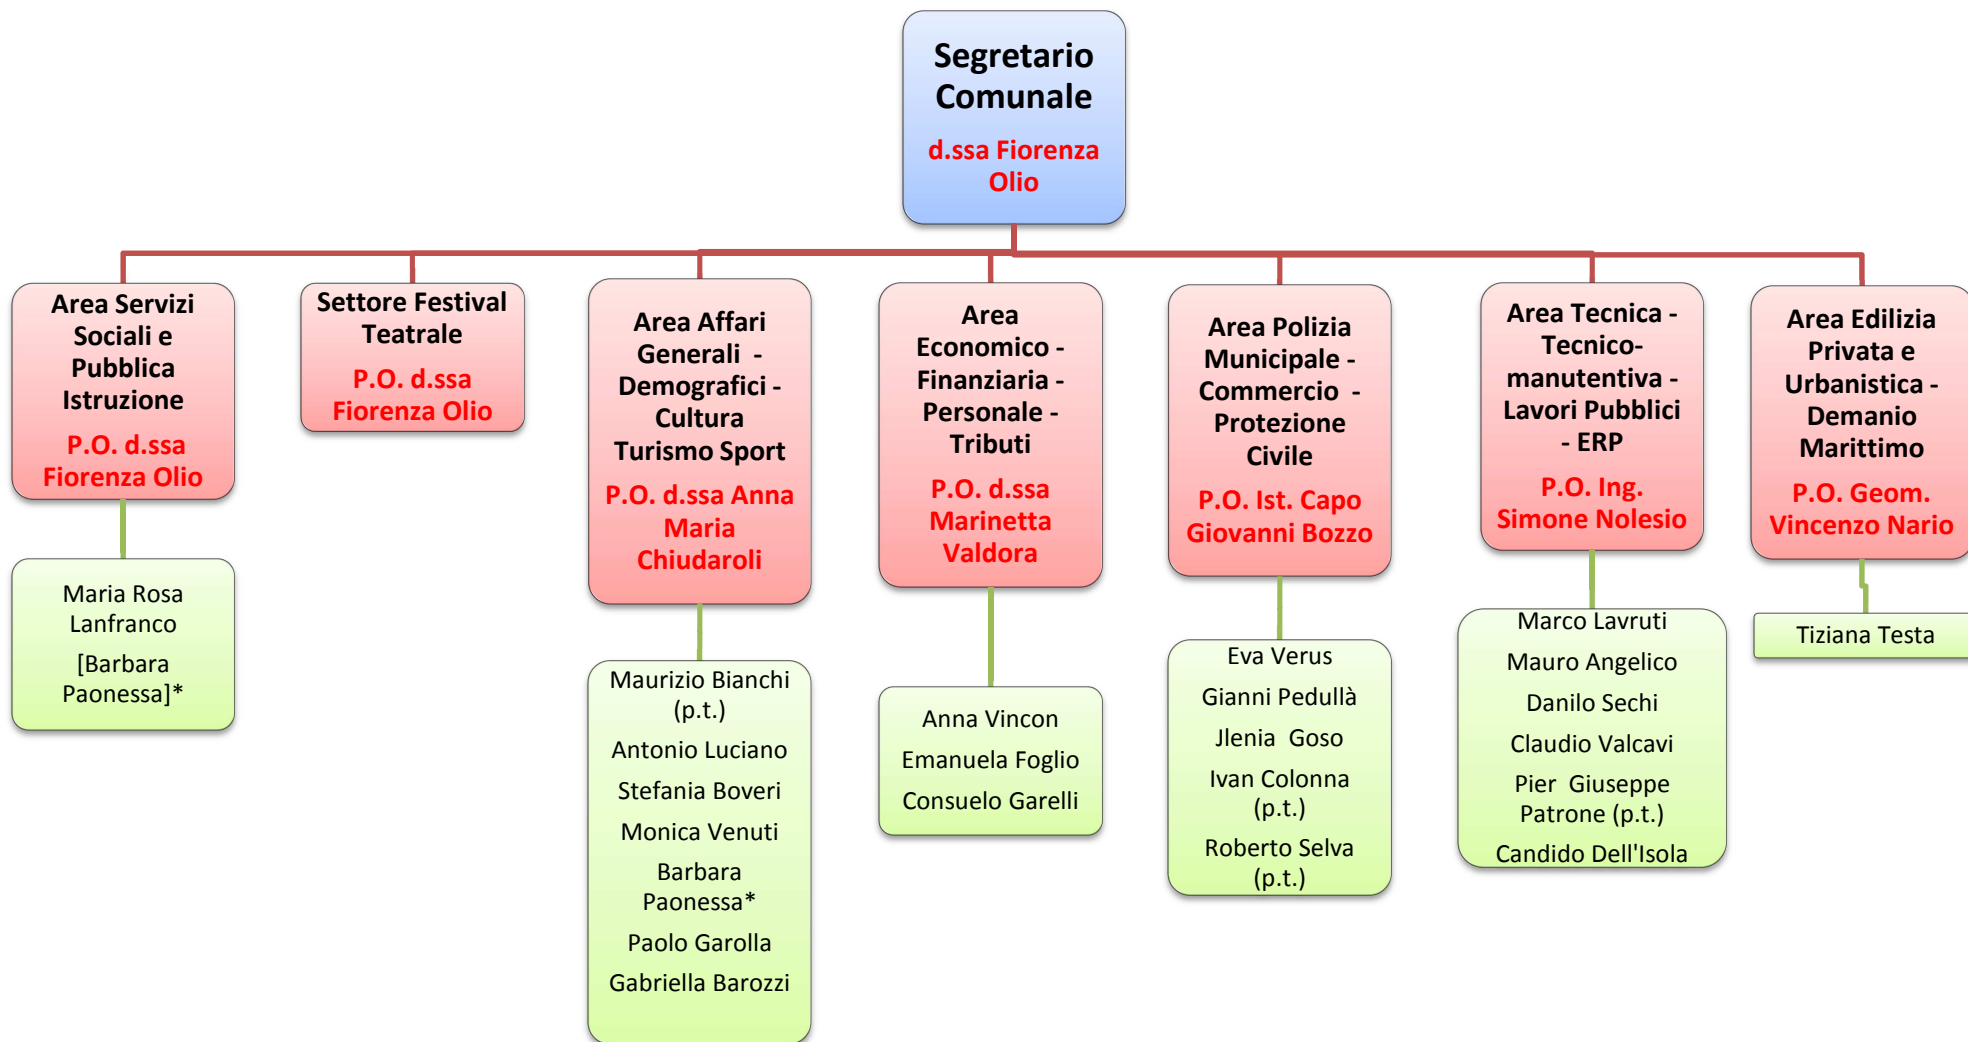 Segretario
Comunale
d.ssa Fiorenza
Olio
Area Servizi
Sociali e
Pubblica
Istruzione
P.O. d.ssa
Fiorenza Olio
Maria Rosa
Lanfranco
[Barbara
Paonessa]*
Settore Festival
Teatrale
P.O. d.ssa
Fiorenza Olio
Area Affari
Generali -
Demografici -
Cultura
Turismo Sport
P.O. d.ssa Anna
Maria
Chiudaroli
Maurizio Bianchi
(p.t.)
Antonio Luciano
Stefania Boveri
Monica Venuti
Barbara
Paonessa*
Paolo Garolla
Gabriella Barozzi
Area
Economico -
Finanziaria -
Personale -
Tributi
P.O. d.ssa
Marinetta
Valdora
Anna Vincon
Emanuela Foglio
Consuelo Garelli
Area Polizia
Municipale -
Commercio -
Protezione
Civile
P.O. Ist. Capo
Giovanni Bozzo
Eva Verus
Gianni Pedullà
Jlenia Goso
Ivan Colonna
(p.t.)
Roberto Selva
(p.t.)
Area Tecnica -
Tecnico-
manutentiva -
Lavori Pubblici
- ERP
P.O. Ing.
Simone Nolesio
Marco Lavruti
Mauro Angelico
Danilo Sechi
Claudio Valcavi
Pier Giuseppe
Patrone (p.t.)
Candido Dell'Isola
Area Edilizia
Privata e
Urbanistica -
Demanio
Marittimo
P.O. Geom.
Vincenzo Nario
Tiziana Testa